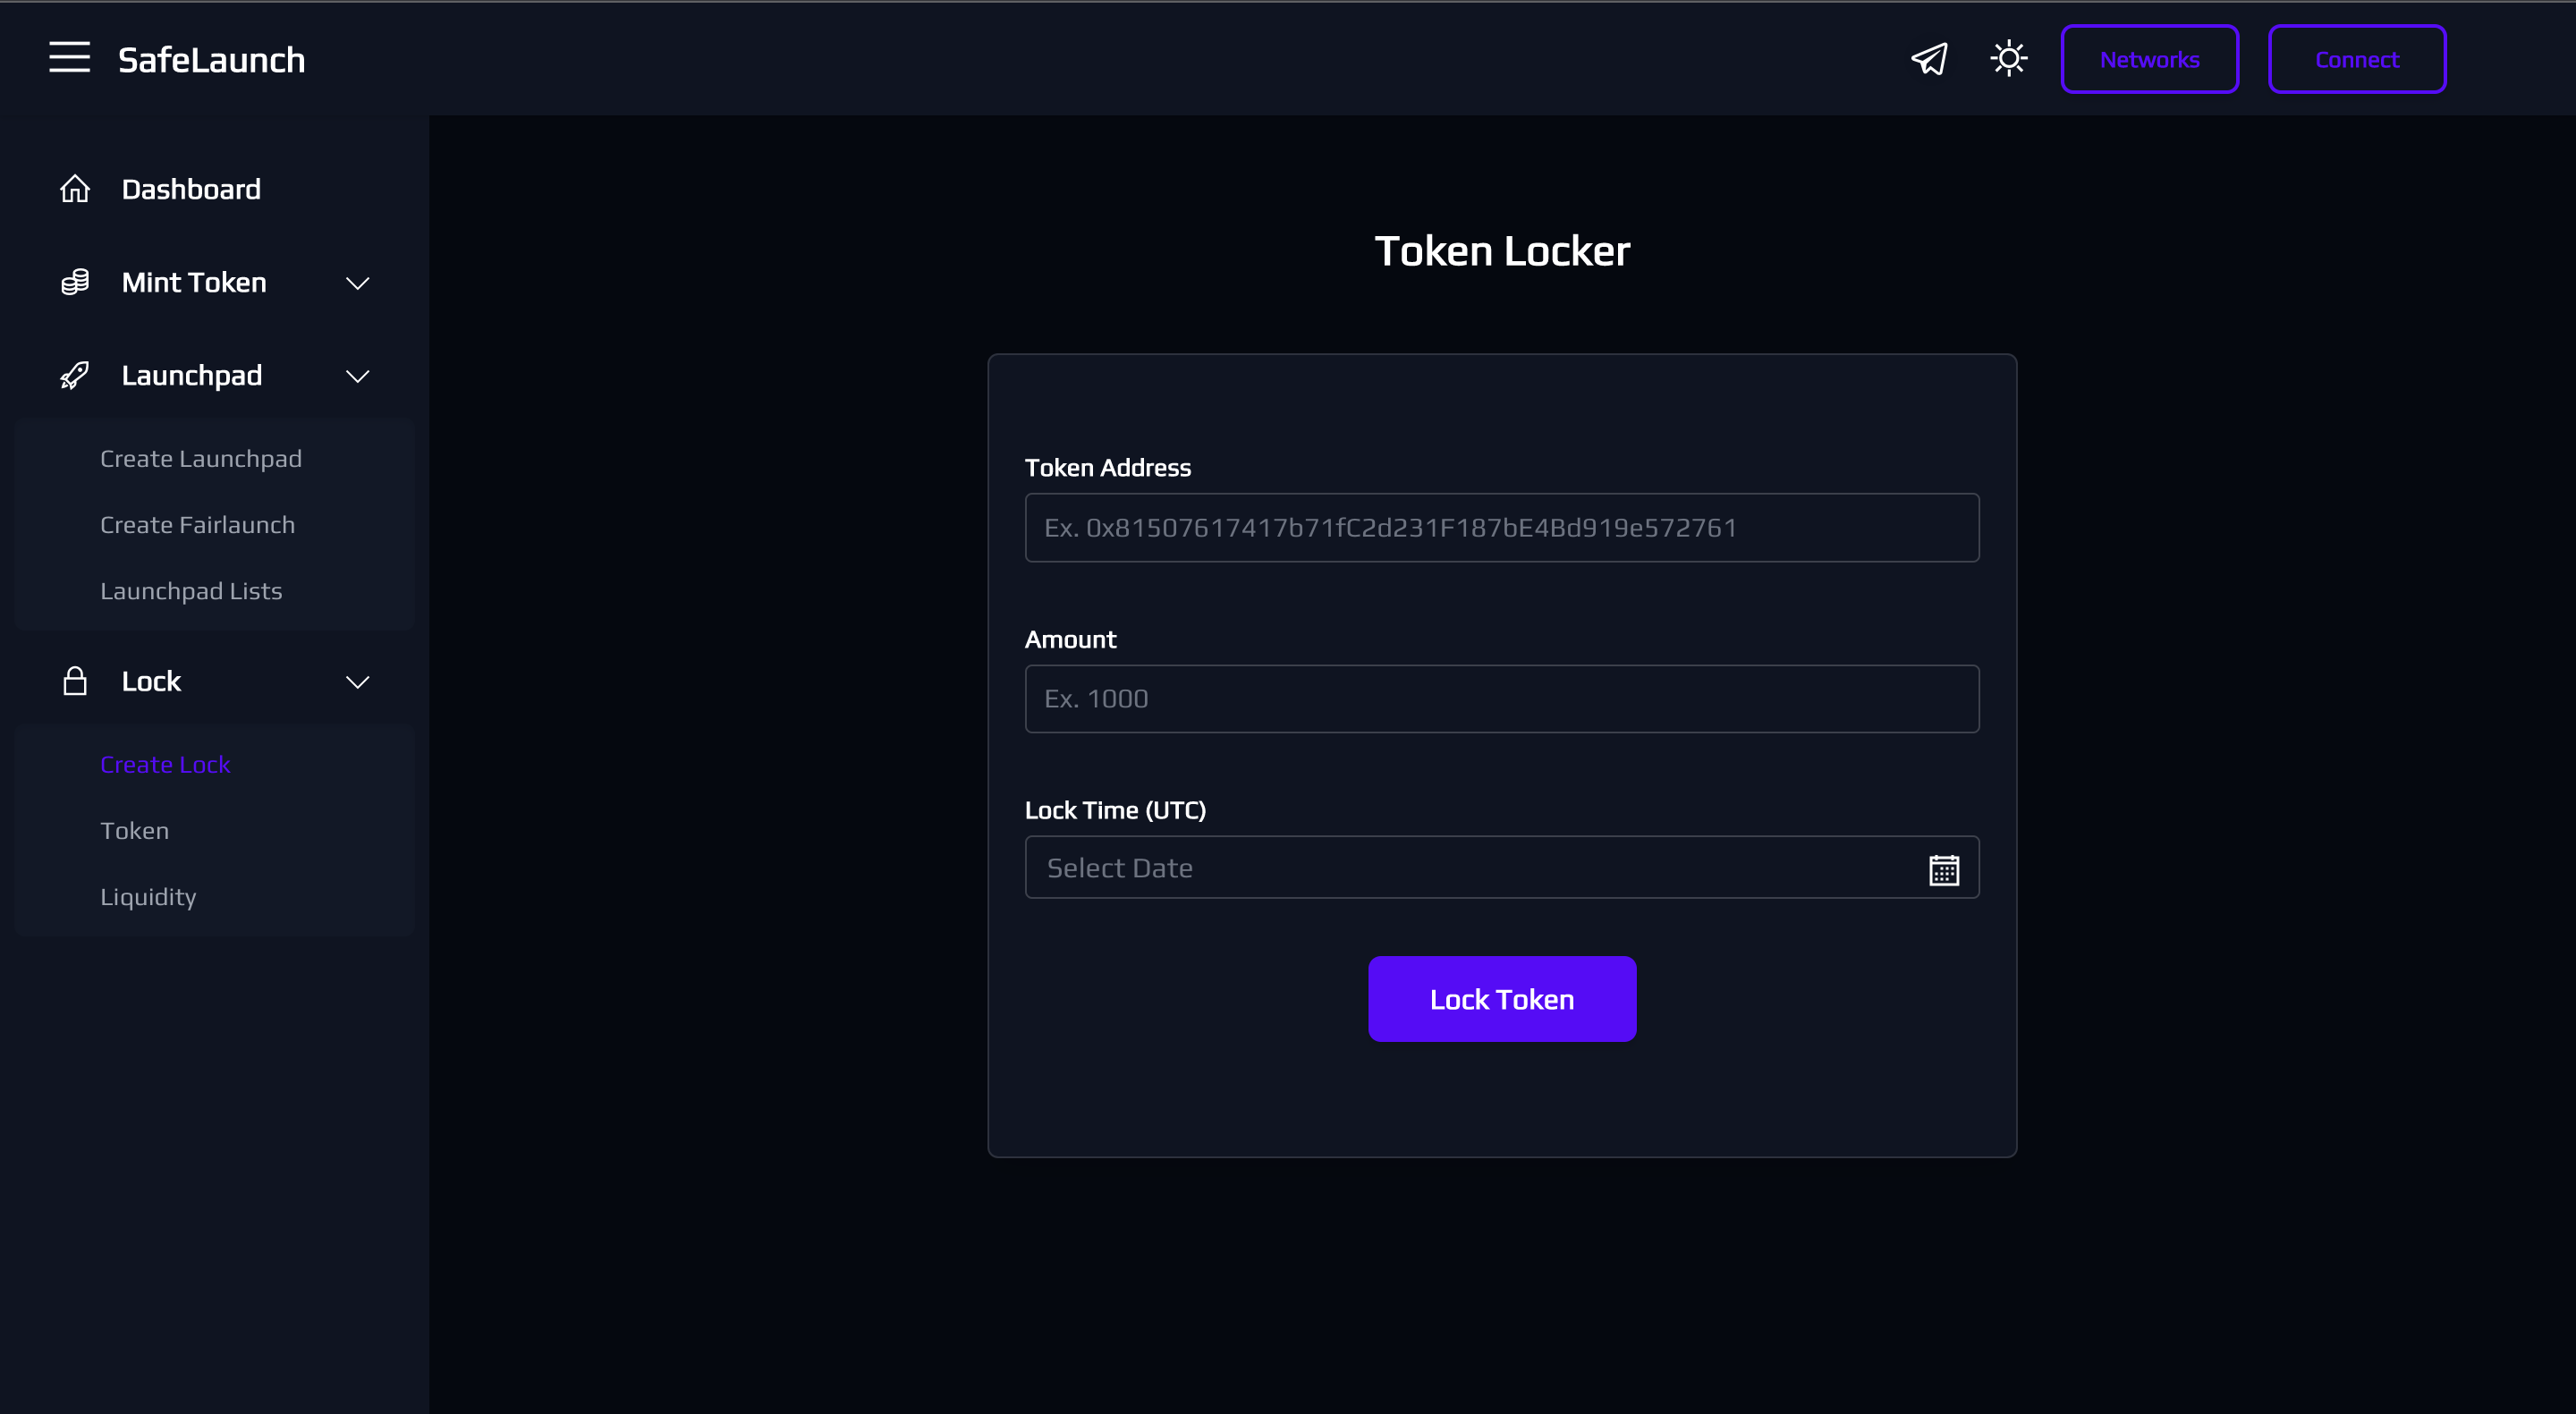 SafeLaunch
Networks
Connect
Dashboard
Mint Token
Launchpad
Create Launchpad
Create Fairlaunch
Launchpad Lists
Lock
Create Lock
Token
Liquidity
Token Locker
Token Address
Ex. 0x81507617417b71fC2d231F187bE4Bd919e572761
Amount
Ex. 1000
Lock Time (UTC)
Select Date
Lock Token